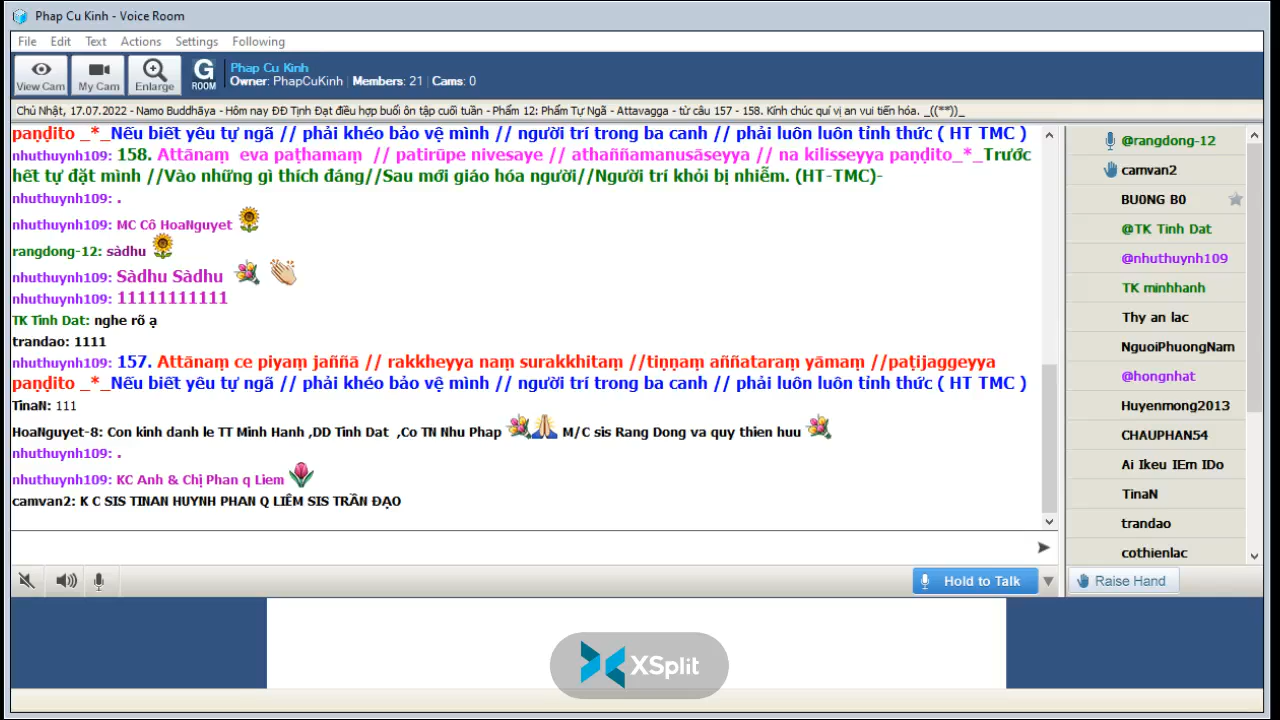 Phap Cu Kinh - Voice Room
File Edit Text Actions Settings Following
View Cam My Cam Enlarge G ROOM
Phap Cu Kinh
Owner: PhapCuKinh | Members: 21 | Cams: 0
Chủ Nhật, 17.07.2022 - Namo Buddhāya - Hôm nay ĐĐ Tịnh Đạt điều hợp buổi ôn tập cuối tuần - Phẩm 12: Phẩm Tự Ngã - Attavagga - từ câu 157 - 158. Kính chúc quí vị an vui tiến hóa. _((**))_
paṇḍito _*_Nếu biết yêu tự ngã // phải khéo bảo vệ mình // người trí trong ba canh // phải luôn luôn tỉnh thức ( HT TMC )
nhuthuynh109: 158. Attānaṃ eva paṭhamaṃ // patirūpe nivesaye // athaññamanusāseyya // na kilisseyya paṇḍito_*_Trước
hết tự đặt mình //Vào những gì thích đáng//Sau mới giáo hóa người//Người trí khỏi bị nhiễm. (HT-TMC)-
nhuthuynh109: .
nhuthuynh109: MC Cô HoaNguyet
rangdong-12: sàdhu
nhuthuynh109: Sàdhu Sàdhu
nhuthuynh109: 11111111111
TK Tinh Dat: nghe rõ ạ
trandao: 1111
nhuthuynh109: 157. Attānaṃ ce piyaṃ jaññā // rakkheyya naṃ surakkhitaṃ //tiṇṇaṃ aññataraṃ yāmaṃ //paṭijaggeyya
paṇḍito _*_Nếu biết yêu tự ngã // phải khéo bảo vệ mình // người trí trong ba canh // phải luôn luôn tỉnh thức ( HT TMC )
TinaN: 111
HoaNguyet-8: Con kinh danh le TT Minh Hanh ,DD Tinh Dat ,Co TN Nhu Phap M/C sis Rang Dong va quy thien huu
nhuthuynh109: .
nhuthuynh109: KC Anh & Chị Phan q Liem
camvan2: K C SIS TINAN HUYNH PHAN Q LIÊM SIS TRẦN ĐẠO
@rangdong-12
camvan2
BU0NG B0
@TK Tinh Dat
@nhuthuynh109
TK minhhanh
Thy an lac
NguoiPhuongNam
@hongnhat
Huyenmong2013
CHAUPHAN54
Ai Ikeu IEm IDo
TinaN
trandao
cothienlac
Hold to Talk
Raise Hand
XSplit